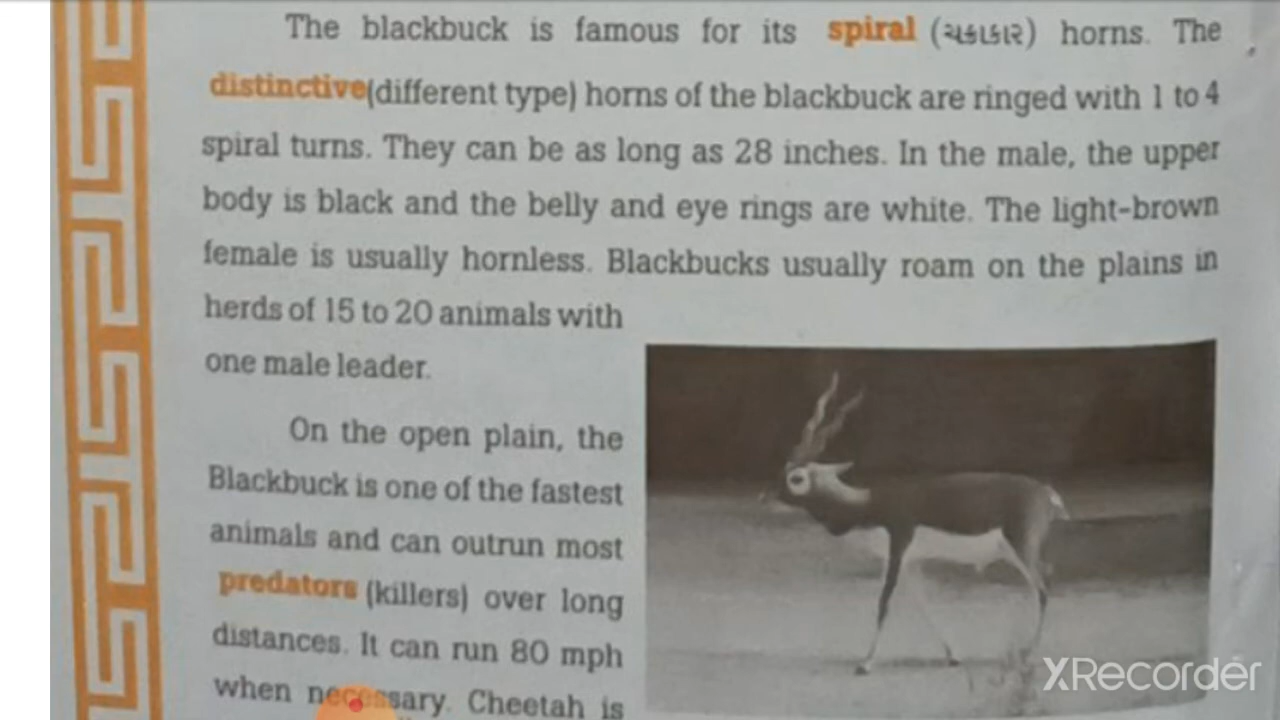 The blackbuck is famous for its spiral (ચક્રાકાર) horns. The
distinctive(different type) horns of the blackbuck are ringed with 1 to 4
spiral turns. They can be as long as 28 inches. In the male, the upper
body is black and the belly and eye rings are white. The light-brown
female is usually hornless. Blackbucks usually roam on the plains in
herds of 15 to 20 animals with
one male leader.
On the open plain, the
Blackbuck is one of the fastest
animals and can outrun most
predators (killers) over long
distances. It can run 80 mph
when necessary. Cheetah is
XRecorder